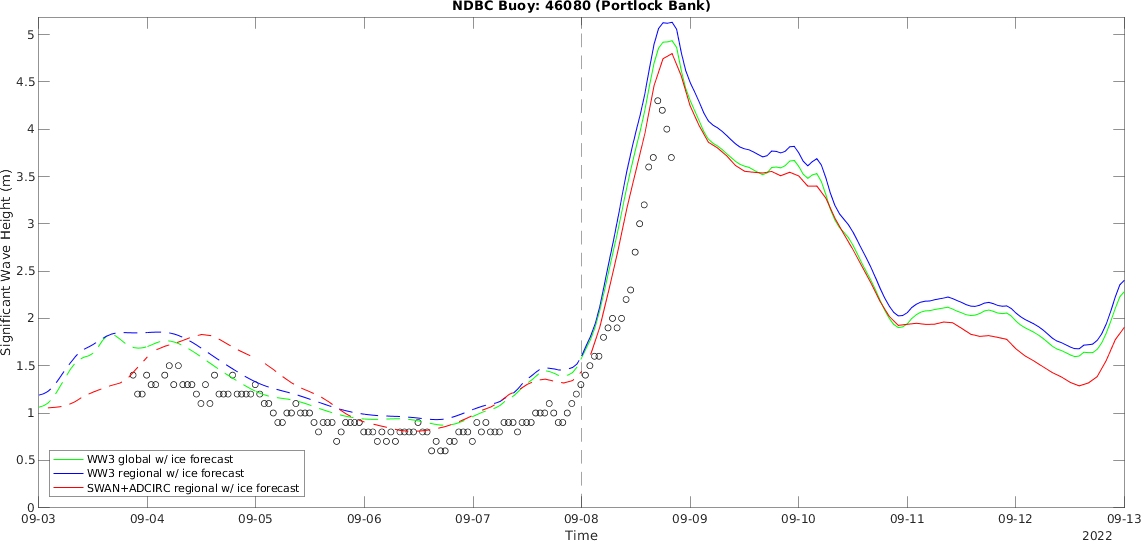 NDBC Buoy: 46080 (Portlock Bank)
Significant Wave Height (m)
5
4.5
4
3.5
3
2.5
2
1.5
1
0.5
0
WW3 global w/ ice forecast
WW3 regional w/ ice forecast
SWAN+ADCIRC regional w/ ice forecast
09-03 09-04 09-05 09-06 09-07 09-08 09-09 09-10 09-11 09-12 09-13
Time
2022